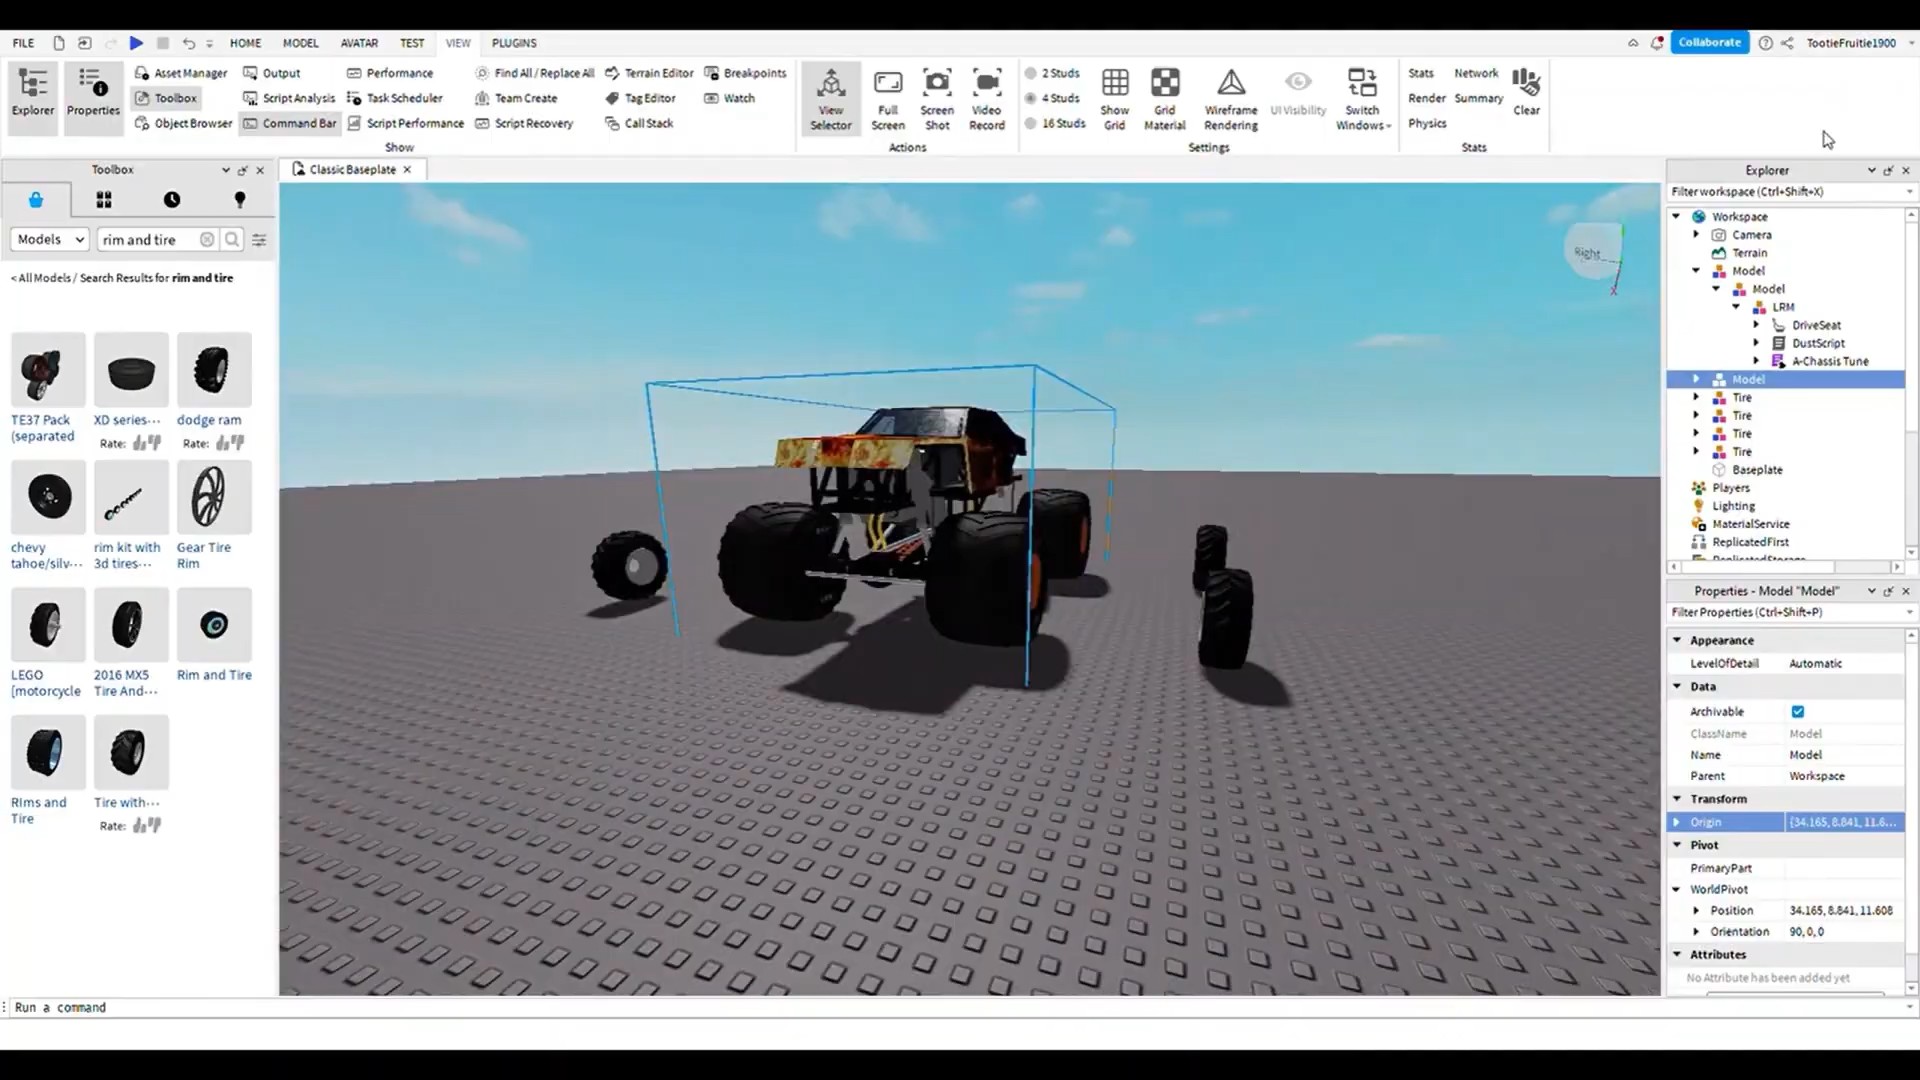 FILE HOME MODEL AVATAR TEST VIEW PLUGINS Collaborate TootieFruitie1900
Asset Manager Output Performance Find All / Replace All Terrain Editor Breakpoints 2 Studs Stats Network
Toolbox Script Analysis Task Scheduler Team Create Tag Editor Watch 4 Studs Render Summary
Object Browser Command Bar Script Performance Script Recovery Call Stack 16 Studs Physics
Explorer Properties View Selector Full Screen Screen Shot Video Record Show Grid Grid Material Wireframe Rendering UI Visibility Switch Windows Clear
Show Actions Settings Stats
Toolbox
Models rim and tire
< All Models / Search Results for rim and tire
TE37 Pack (separated
XD series...
Rate:
dodge ram
Rate:
chevy tahoe/silv...
rim kit with 3d tires...
Gear Tire Rim
LEGO [motorcycle
2016 MX5 Tire And...
Rim and Tire
RIms and Tire
Tire with...
Rate:
Classic Baseplate
Right
X
Explorer
Filter workspace (Ctrl+Shift+X)
Workspace
Camera
Terrain
Model
Model
LRM
DriveSeat
DustScript
A-Chassis Tune
Model
Tire
Tire
Tire
Tire
Baseplate
Players
Lighting
MaterialService
ReplicatedFirst
ReplicatedStorage
Properties - Model "Model"
Filter Properties (Ctrl+Shift+P)
Appearance
LevelOfDetail Automatic
Data
Archivable
ClassName Model
Name Model
Parent Workspace
Transform
Origin {34.165, 8.841, 11.6...
Pivot
PrimaryPart
WorldPivot
Position 34.165, 8.841, 11.608
Orientation 90, 0, 0
Attributes
No Attribute has been added yet
Run a command